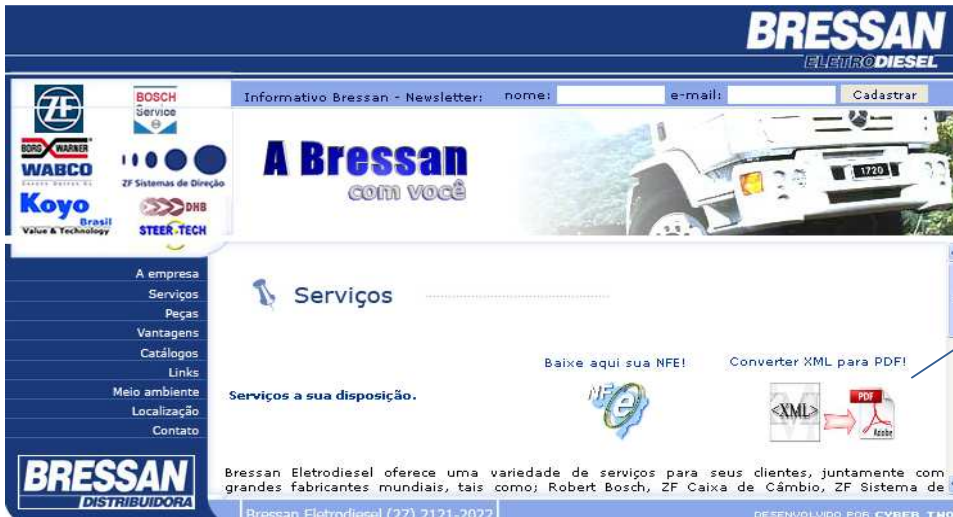 BRESSAN
ELETRODIESEL
ZF
BOSCH
Service
Informativo Bressan - Newsletter: nome: e-mail: Cadastrar
BORG WARNER
WABCO
ZF Sistemas de Direção
A Bressan
com você
1720
Koyo
Brasil
Value & Technology
DHB
STEER-TECH
A empresa
Serviços
Peças
Vantagens
Catálogos
Links
Meio ambiente
Localização
Contato
Serviços
Baixe aqui sua NFE!
Converter XML para PDF!
Serviços a sua disposição.
NFe
<XML>
PDF
Adobe
Bressan Eletrodiesel oferece uma variedade de serviços para seus clientes, juntamente com
grandes fabricantes mundiais, tais como; Robert Bosch, ZF Caixa de Câmbio, ZF Sistema de
BRESSAN
DISTRIBUIDORA
Bressan Eletrodiesel (27) 2121-2022
DESENVOLVIDO POR CYBER